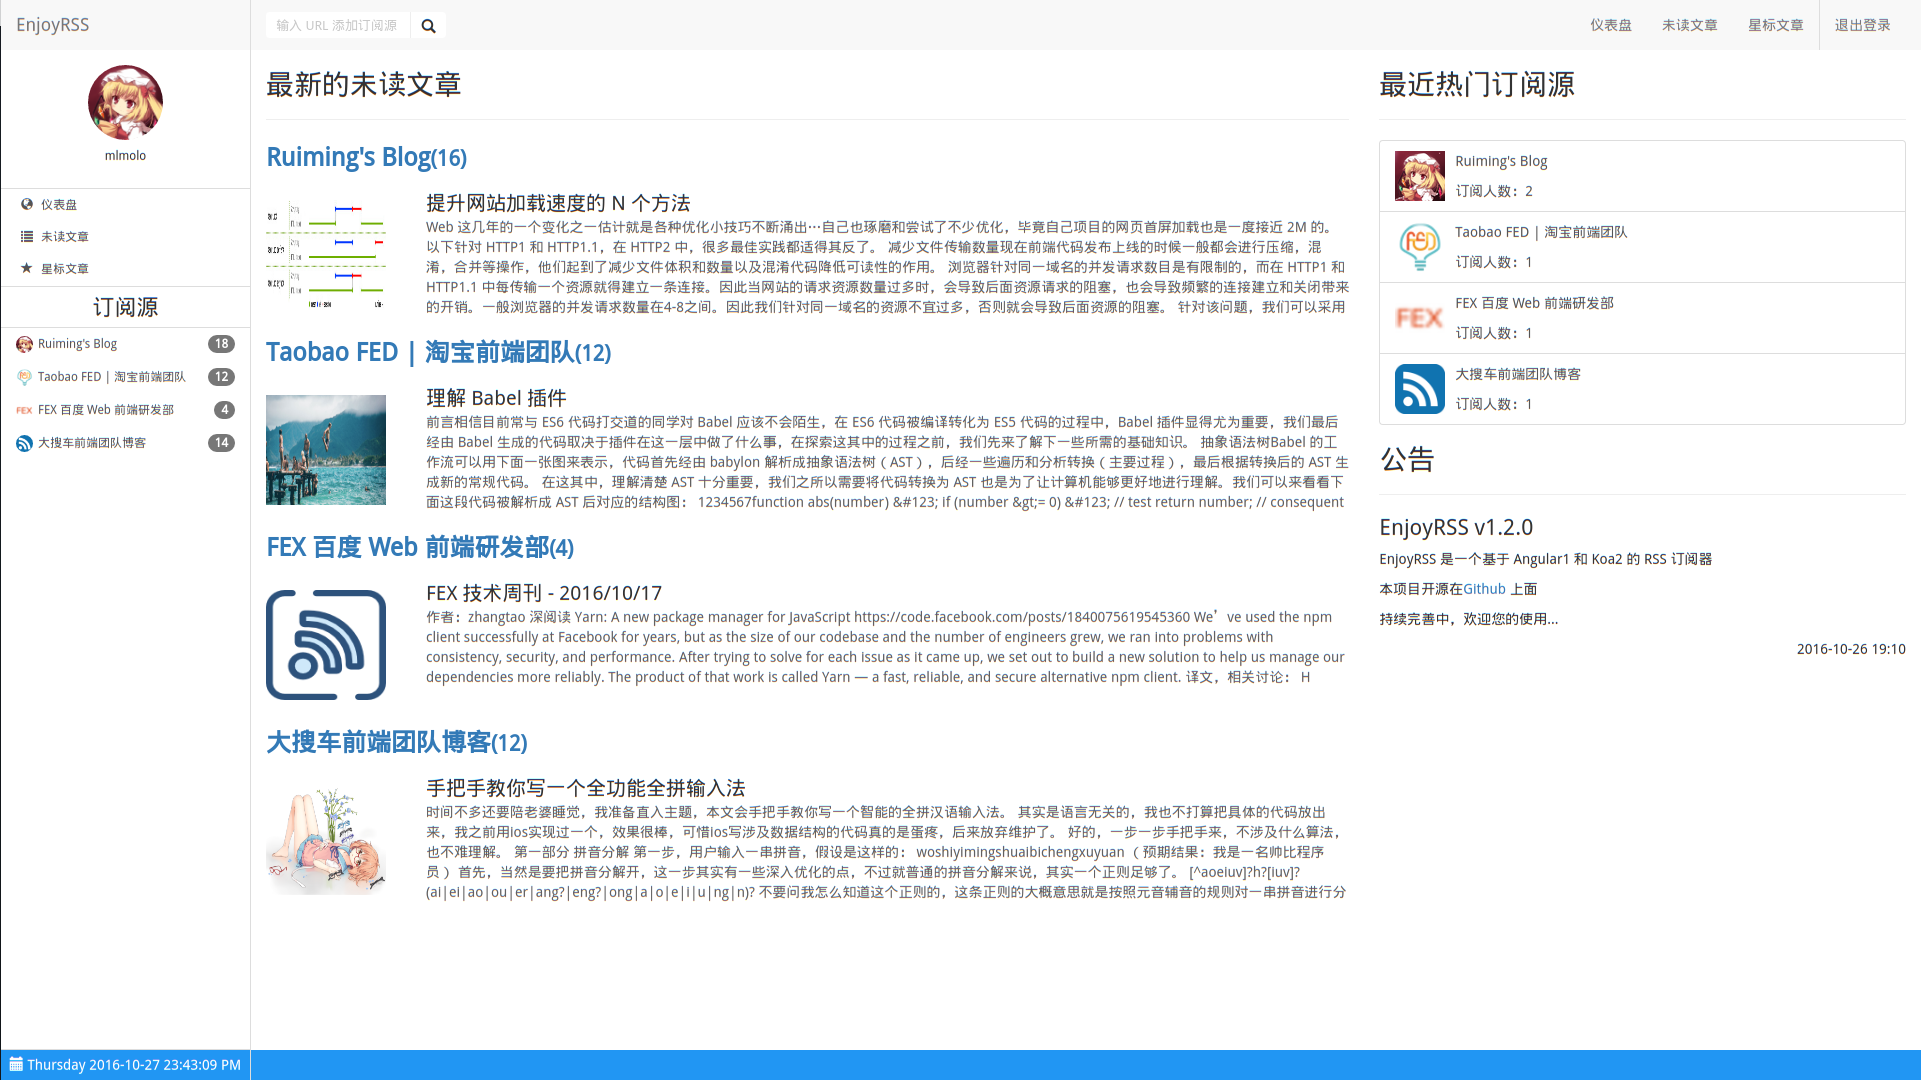 EnjoyRSS
输入 URL 添加订阅源
仪表盘
未读文章
星标文章
退出登录
mlmolo
仪表盘
未读文章
星标文章
订阅源
Ruiming's Blog 18
Taobao FED | 淘宝前端团队 12
FEX 百度 Web 前端研发部 4
大搜车前端团队博客 14
Thursday 2016-10-27 23:43:09 PM
最新的未读文章
Ruiming's Blog(16)
提升网站加载速度的 N 个方法
Web 这几年的一个变化之一估计就是各种优化小技巧不断涌出…自己也琢磨和尝试了不少优化，毕竟自己项目的网页首屏加载也是一度接近 2M 的。
以下针对 HTTP1 和 HTTP1.1，在 HTTP2 中，很多最佳实践都适得其反了。 减少文件传输数量现在前端代码发布上线的时候一般都会进行压缩，混
淆，合并等操作，他们起到了减少文件体积和数量以及混淆代码降低可读性的作用。 浏览器针对同一域名的并发请求数目是有限制的，而在 HTTP1 和
HTTP1.1 中每传输一个资源就得建立一条连接。因此当网站的请求资源数量过多时，会导致后面资源请求的阻塞，也会导致频繁的连接建立和关闭带来
的开销。一般浏览器的并发请求数量在4-8之间。因此我们针对同一域名的资源不宜过多，否则就会导致后面资源的阻塞。 针对该问题，我们可以采用
Taobao FED | 淘宝前端团队(12)
理解 Babel 插件
前言相信目前常与 ES6 代码打交道的同学对 Babel 应该不会陌生，在 ES6 代码被编译转化为 ES5 代码的过程中，Babel 插件显得尤为重要，我们最后
经由 Babel 生成的代码取决于插件在这一层中做了什么事，在探索这其中的过程之前，我们先来了解下一些所需的基础知识。 抽象语法树Babel 的工
作流可以用下面一张图来表示，代码首先经由 babylon 解析成抽象语法树（AST），后经一些遍历和分析转换（主要过程），最后根据转换后的 AST 生
成新的常规代码。 在这其中，理解清楚 AST 十分重要，我们之所以需要将代码转换为 AST 也是为了让计算机能够更好地进行理解。我们可以来看看下
面这段代码被解析成 AST 后对应的结构图： 1234567function abs(number) &#123; if (number &gt;= 0) &#123; // test return number; // consequent
FEX 百度 Web 前端研发部(4)
FEX 技术周刊 - 2016/10/17
作者：zhangtao 深阅读 Yarn: A new package manager for JavaScript https://code.facebook.com/posts/1840075619545360 We’ve used the npm
client successfully at Facebook for years, but as the size of our codebase and the number of engineers grew, we ran into problems with
consistency, security, and performance. After trying to solve for each issue as it came up, we set out to build a new solution to help us manage our
dependencies more reliably. The product of that work is called Yarn — a fast, reliable, and secure alternative npm client. 译文，相关讨论： H
大搜车前端团队博客(12)
手把手教你写一个全功能全拼输入法
时间不多还要陪老婆睡觉，我准备直入主题，本文会手把手教你写一个智能的全拼汉语输入法。 其实是语言无关的，我也不打算把具体的代码放出
来，我之前用ios实现过一个，效果很棒，可惜ios写涉及数据结构的代码真的是蛋疼，后来放弃维护了。 好的，一步一步手把手来，不涉及什么算法，
也不难理解。 第一部分 拼音分解 第一步，用户输入一串拼音，假设是这样的： woshiyimingshuaibichengxuyuan （预期结果：我是一名帅比程序
员） 首先，当然是要把拼音分解开，这一步其实有一些深入优化的点，不过就普通的拼音分解来说，其实一个正则足够了。 [^aoeiuv]?h?[iuv]?
(ai|ei|ao|ou|er|ang?|eng?|ong|a|o|e|i|u|ng|n)? 不要问我怎么知道这个正则的，这条正则的大概意思就是按照元音辅音的规则对一串拼音进行分
最近热门订阅源
Ruiming's Blog
订阅人数：2
Taobao FED | 淘宝前端团队
订阅人数：1
FEX 百度 Web 前端研发部
订阅人数：1
大搜车前端团队博客
订阅人数：1
公告
EnjoyRSS v1.2.0
EnjoyRSS 是一个基于 Angular1 和 Koa2 的 RSS 订阅器
本项目开源在Github 上面
持续完善中，欢迎您的使用...
2016-10-26 19:10